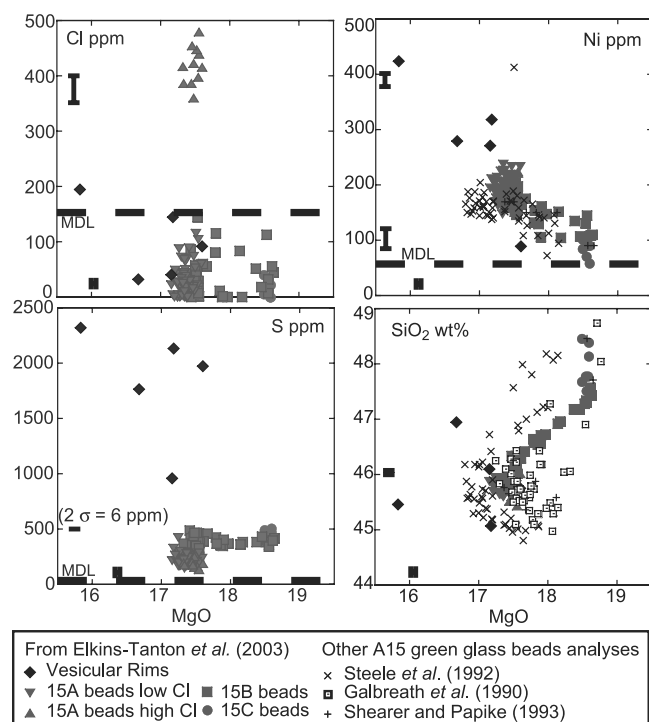 Cl ppm
500
400
300
200
150
MDL
100
0
Ni ppm
500
400
300
200
100
MDL
0
S ppm
2500
2000
1500
1000
(2 σ = 6 ppm)
500
MDL
0
16 17 18 19
MgO
SiO2 wt%
48
47
46
45
44
16 17 18 19
MgO
From Elkins-Tanton et al. (2003)
Vesicular Rims
15A beads low Cl
15B beads
15A beads high Cl
15C beads
Other A15 green glass beads analyses
Steele et al. (1992)
Galbreath et al. (1990)
Shearer and Papike (1993)